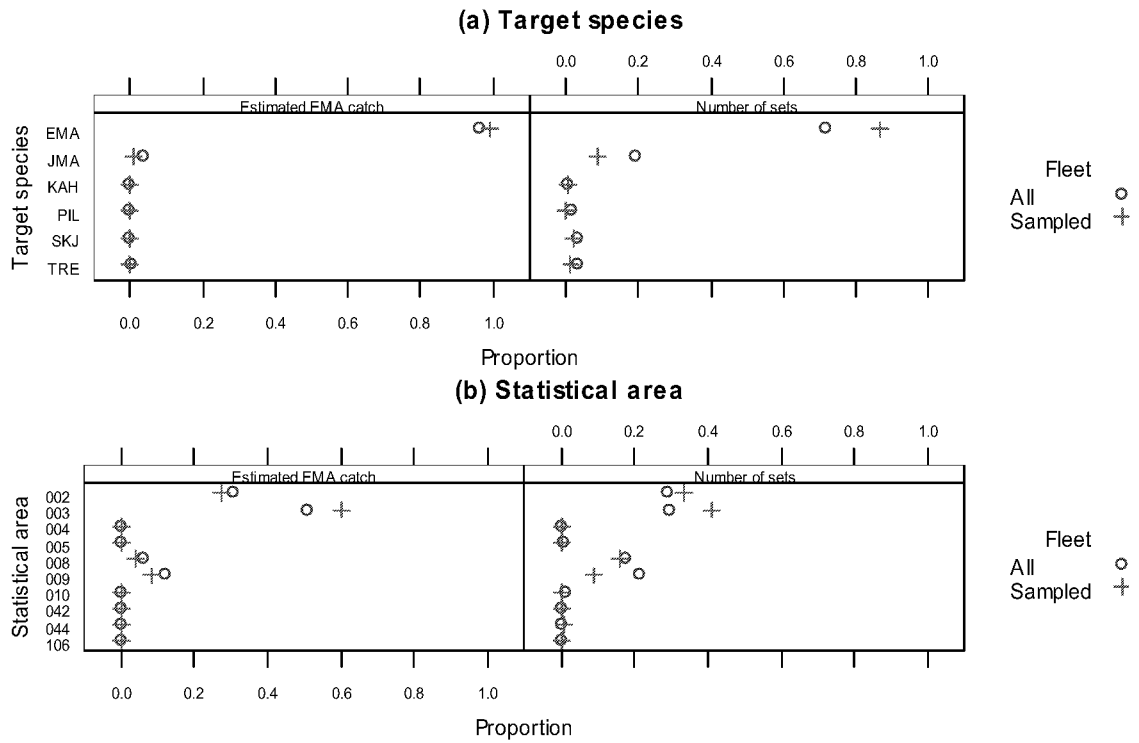 (a) Target species
0.0 0.2 0.4 0.6 0.8 1.0
Estimated EMA catch
Number of sets
Target species
EMA
JMA
KAH
PIL
SKJ
TRE
Fleet
All
Sampled
0.0 0.2 0.4 0.6 0.8 1.0
Proportion
(b) Statistical area
0.0 0.2 0.4 0.6 0.8 1.0
Estimated EMA catch
Number of sets
Statistical area
002
003
004
005
008
009
010
042
044
106
Fleet
All
Sampled
0.0 0.2 0.4 0.6 0.8 1.0
Proportion